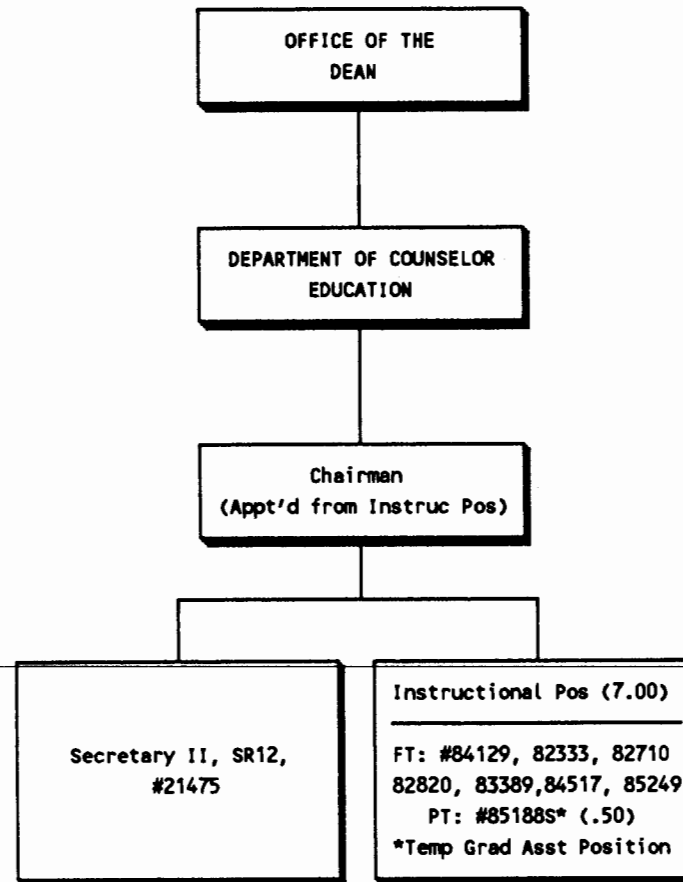 OFFICE OF THE
DEAN
DEPARTMENT OF COUNSELOR
EDUCATION
Chairman
(Appt'd from Instruc Pos)
Secretary II, SR12,
#21475
Instructional Pos (7.00)
FT: #84129, 82333, 82710
82820, 83389,84517, 85249
PT: #85188S* (.50)
*Temp Grad Asst Position